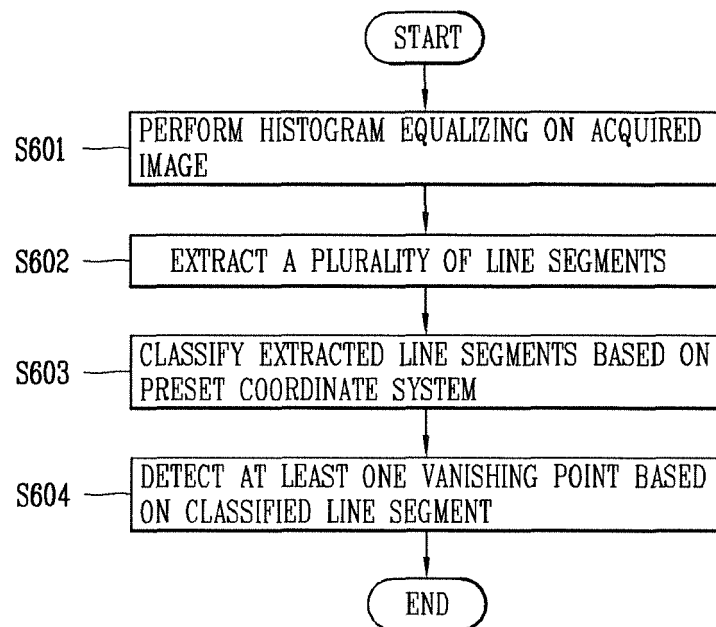 START
S601
PERFORM HISTOGRAM EQUALIZING ON ACQUIRED
IMAGE
S602
EXTRACT A PLURALITY OF LINE SEGMENTS
S603
CLASSIFY EXTRACTED LINE SEGMENTS BASED ON
PRESET COORDINATE SYSTEM
S604
DETECT AT LEAST ONE VANISHING POINT BASED
ON CLASSIFIED LINE SEGMENT
END